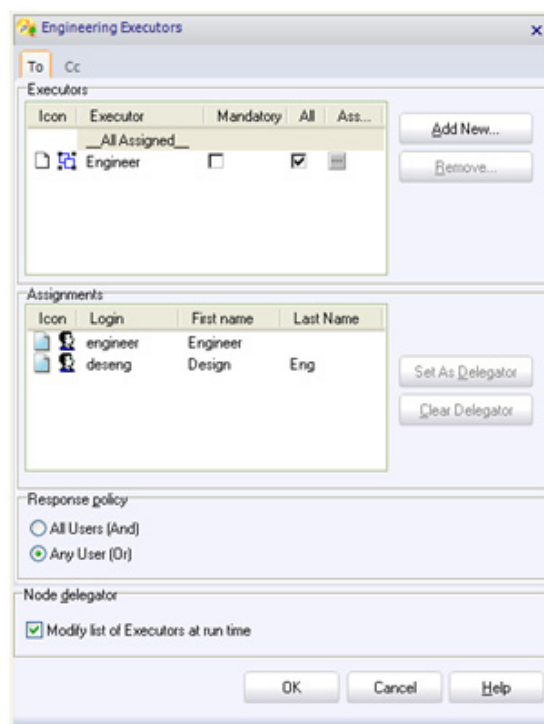 Engineering Executors
To Cc
Executors
Icon Executor Mandatory All Ass...
__All Assigned__
Engineer
Add New...
Remove...
Assignments
Icon Login First name Last Name
engineer Engineer
deseng Design Eng
Set As Delegator
Clear Delegator
Response policy
All Users (And)
Any User (Or)
Node delegator
Modify list of Executors at run time
OK Cancel Help